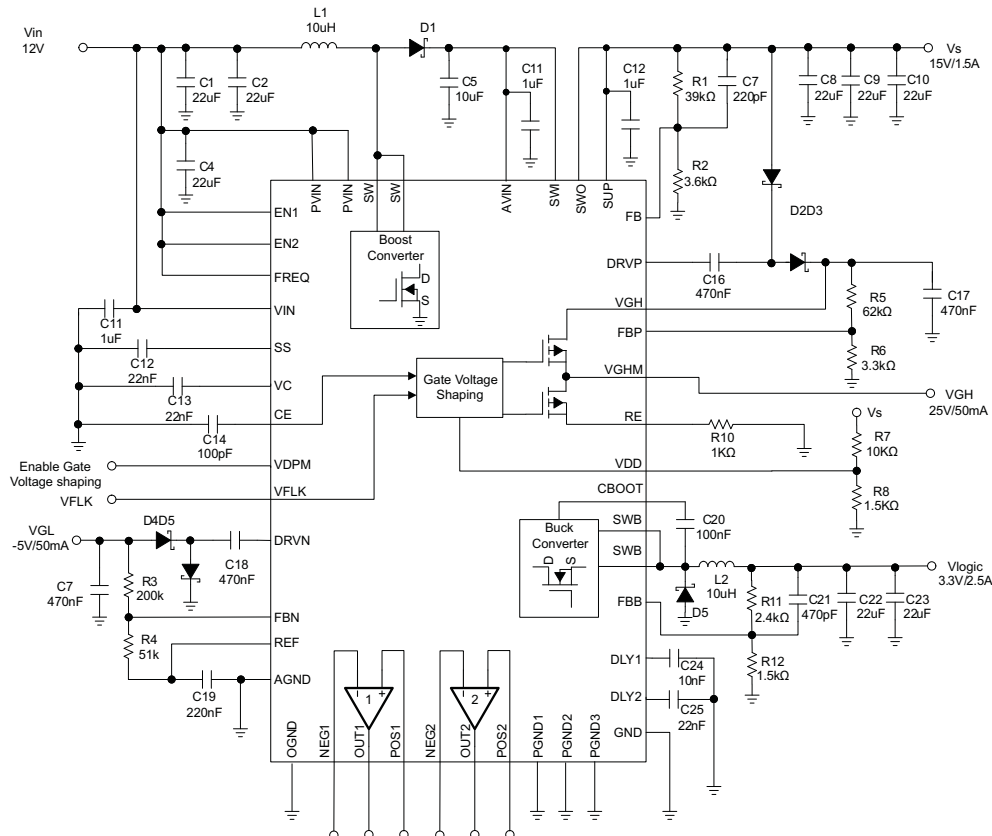 Vin
12V
L1
10uH
D1
C1
22uF
C2
22uF
C5
10uF
C11
1uF
C12
1uF
R1
39kΩ
C7
220pF
C8
22uF
C9
22uF
C10
22uF
Vs
15V/1.5A
C4
22uF
R2
3.6kΩ
D2D3
PVIN
PVIN
SW
SW
AVIN
SWI
SWO
SUP
EN1
EN2
FREQ
VIN
SS
VC
CE
VDPM
VFLK
DRVN
FBN
REF
AGND
Boost
Converter
D
S
FB
DRVP
VGH
FBP
VGHM
RE
VDD
CBOOT
SWB
SWB
FBB
DLY1
DLY2
GND
C16
470nF
R5
62kΩ
C17
470nF
R6
3.3kΩ
VGH
25V/50mA
C11
1uF
C12
22nF
C13
22nF
C14
100pF
Gate Voltage
Shaping
R10
1KΩ
Vs
R7
10KΩ
R8
1.5KΩ
Enable Gate
Voltage shaping
VFLK
VGL
-5V/50mA
D4D5
C18
470nF
C7
470nF
R3
200k
R4
51k
C19
220nF
Buck
Converter
D S
C20
100nF
L2
10uH
D5
R11
2.4kΩ
C21
470pF
C22
22uF
C23
22uF
Vlogic
3.3V/2.5A
R12
1.5kΩ
C24
10nF
C25
22nF
- +
1
- +
2
OGND
NEG1
OUT1
POS1
NEG2
OUT2
POS2
PGND1
PGND2
PGND3